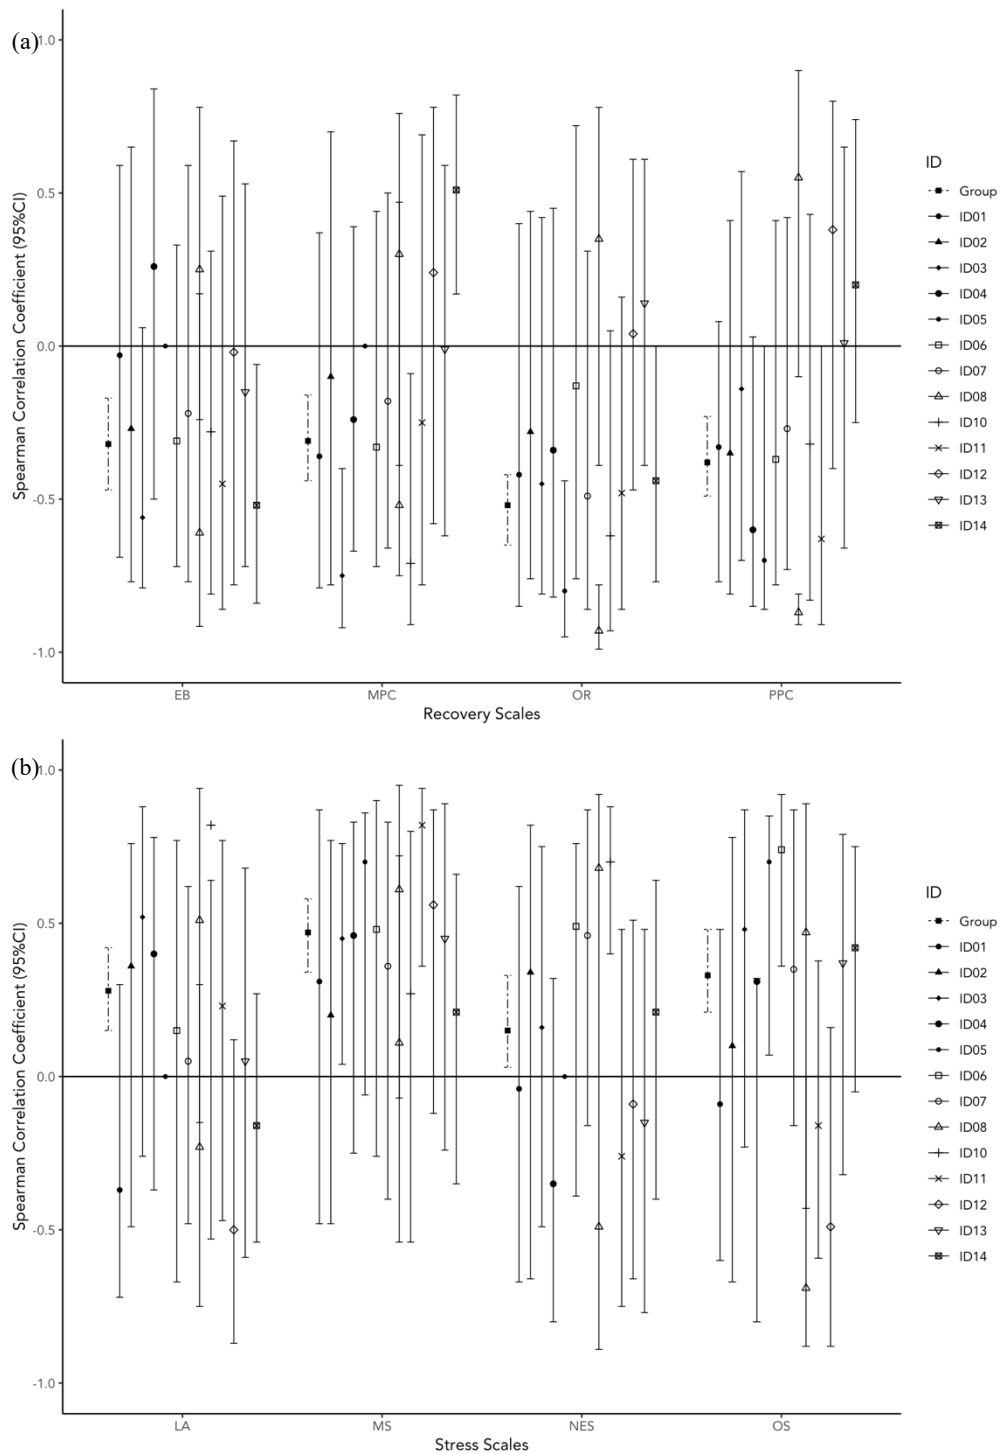 (a)
1.0
0.5
0.0
-0.5
-1.0
Spearman Correlation Coefficient (95%CI)
EB
MPC
OR
PPC
Recovery Scales
ID
Group
ID01
ID02
ID03
ID04
ID05
ID06
ID07
ID08
ID10
ID11
ID12
ID13
ID14
(b)
1.0
0.5
0.0
-0.5
-1.0
Spearman Correlation Coefficient (95%CI)
LA
MS
NES
OS
Stress Scales
ID
Group
ID01
ID02
ID03
ID04
ID05
ID06
ID07
ID08
ID10
ID11
ID12
ID13
ID14